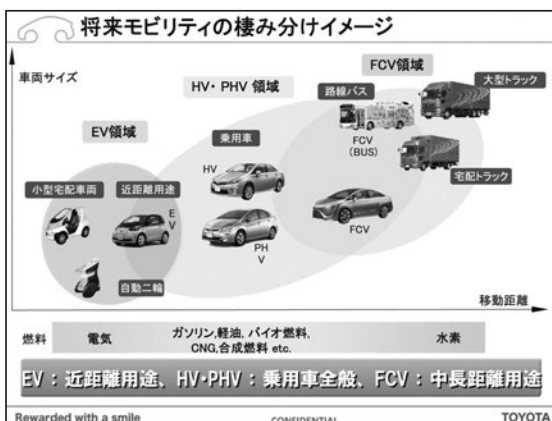 将来モビリティの棲み分けイメージ
車両サイズ
FCV領域
HV・PHV 領域
EV領域
路線バス
大型トラック
FCV
(BUS)
宅配トラック
乗用車
HV
PH
V
FCV
小型宅配車両
近距離用途
E
V
自動二輪
移動距離
燃料
電気
ガソリン,軽油, バイオ燃料,
CNG,合成燃料 etc.
水素
EV：近距離用途、HV・PHV：乗用車全般、FCV：中長距離用途
Rewarded with a smile
CONFIDENTIAL
TOYOTA